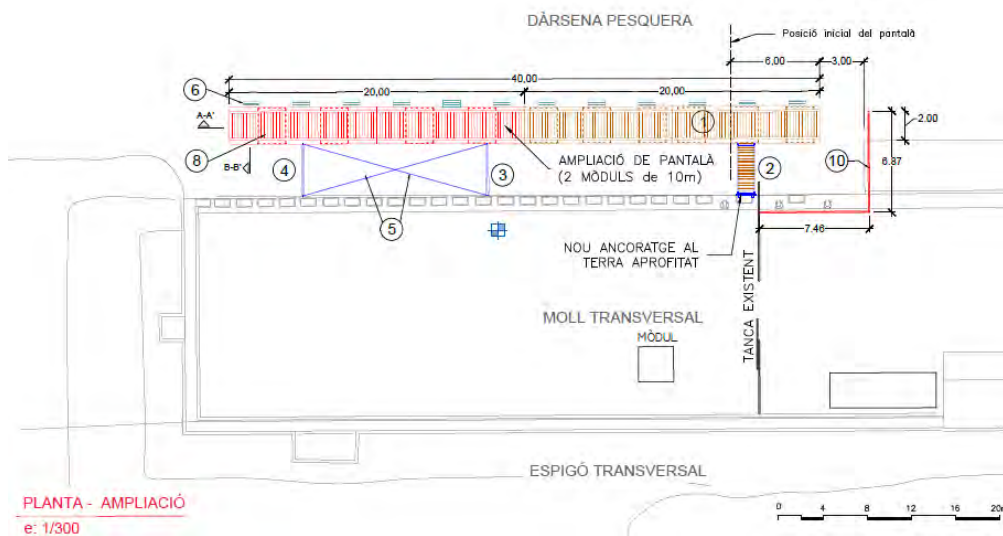 DÀRSENA PESQUERA
Posició inicial del pantalà
6,00
3,00
40,00
20,00
20,00
6
A-A'
1
2.00
8
B-B'
4
3
AMPLIACIÓ DE PANTALÀ
(2 MÒDULS de 10m)
2
10
6.87
5
7.46
NOU ANCORATGE AL
TERRA APROFITAT
TANCA EXISTENT
MOLL TRANSVERSAL
MÒDUL
ESPIGÓ TRANSVERSAL
PLANTA - AMPLIACIÓ
e: 1/300
0 4 8 12 16